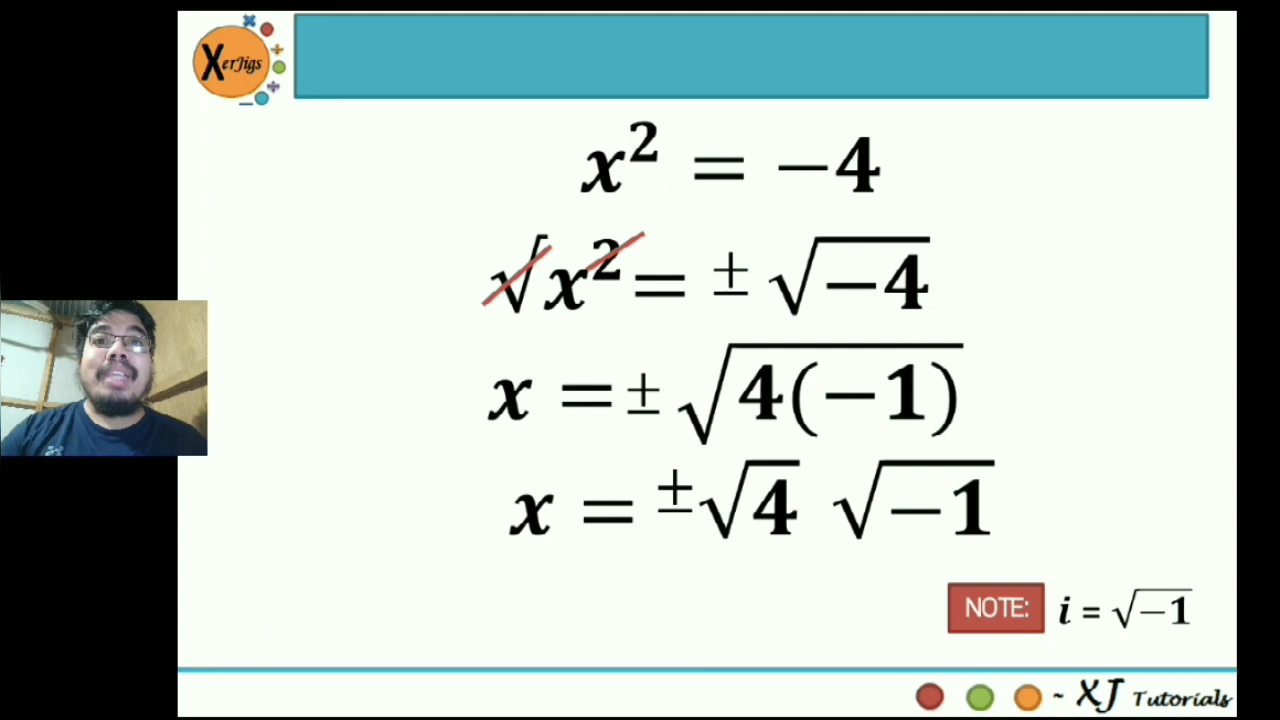 XerJigs
x² = −4
√x² = ± √−4
x = ± √4(−1)
x = ±√4 √−1
NOTE: i = √−1
~ XJ Tutorials